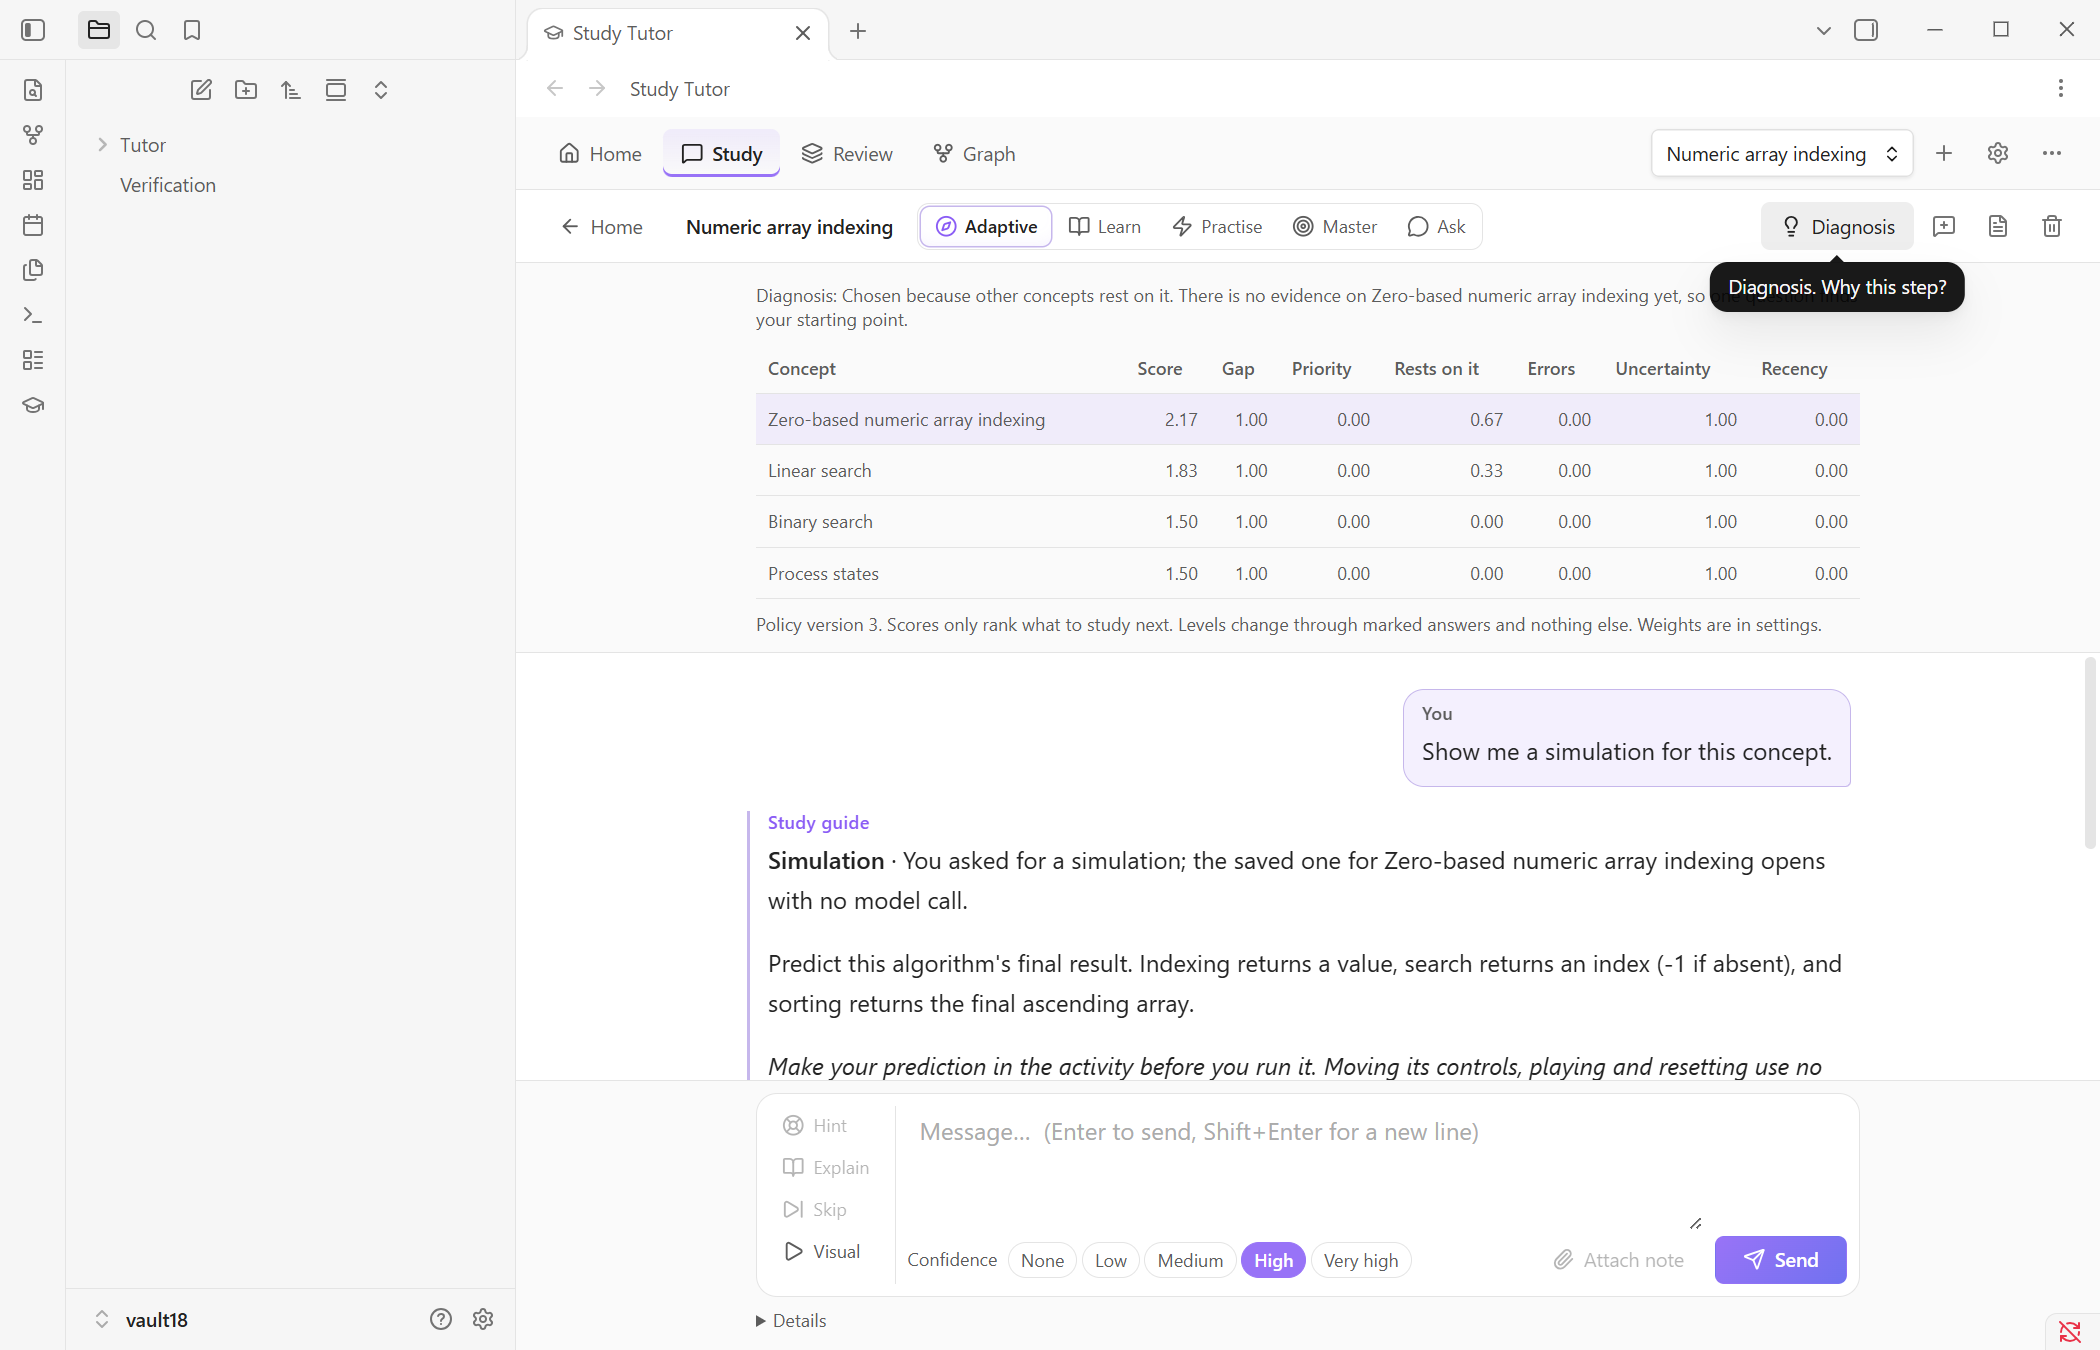 Study Tutor
Study Tutor
Tutor
Verification
Home
Study
Review
Graph
Numeric array indexing
Home
Numeric array indexing
Adaptive
Learn
Practise
Master
Ask
Diagnosis
Diagnosis. Why this step?
Diagnosis: Chosen because other concepts rest on it. There is no evidence on Zero-based numeric array indexing yet, so
your starting point.
Concept Score Gap Priority Rests on it Errors Uncertainty Recency
Zero-based numeric array indexing 2.17 1.00 0.00 0.67 0.00 1.00 0.00
Linear search 1.83 1.00 0.00 0.33 0.00 1.00 0.00
Binary search 1.50 1.00 0.00 0.00 0.00 1.00 0.00
Process states 1.50 1.00 0.00 0.00 0.00 1.00 0.00
Policy version 3. Scores only rank what to study next. Levels change through marked answers and nothing else. Weights are in settings.
You
Show me a simulation for this concept.
Study guide
Simulation · You asked for a simulation; the saved one for Zero-based numeric array indexing opens
with no model call.
Predict this algorithm's final result. Indexing returns a value, search returns an index (-1 if absent), and
sorting returns the final ascending array.
Make your prediction in the activity before you run it. Moving its controls, playing and resetting use no
Hint
Explain
Skip
Visual
Message... (Enter to send, Shift+Enter for a new line)
Confidence None Low Medium High Very high
Attach note
Send
Details
vault18